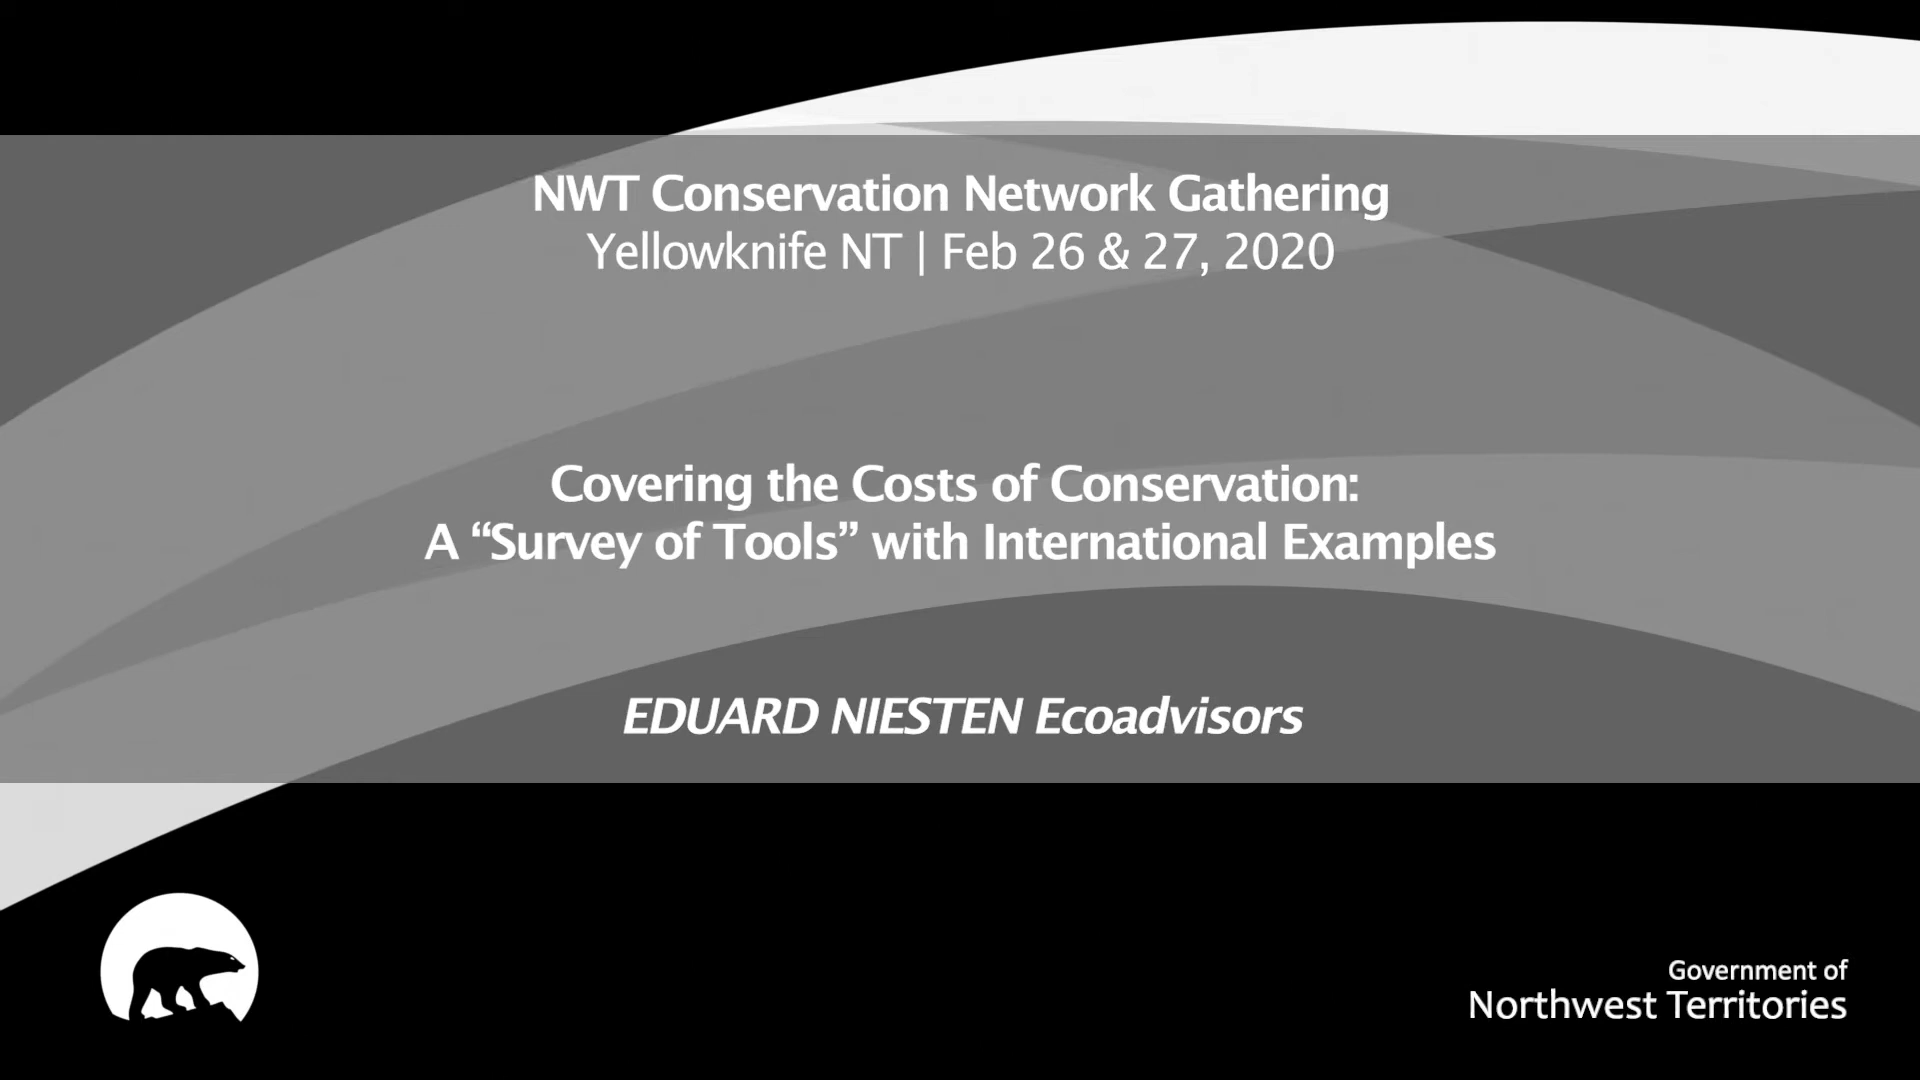 NWT Conservation Network Gathering
Yellowknife NT | Feb 26 & 27, 2020
Covering the Costs of Conservation:
A “Survey of Tools” with International Examples
EDUARD NIESTEN Ecoadvisors
Government of
Northwest Territories